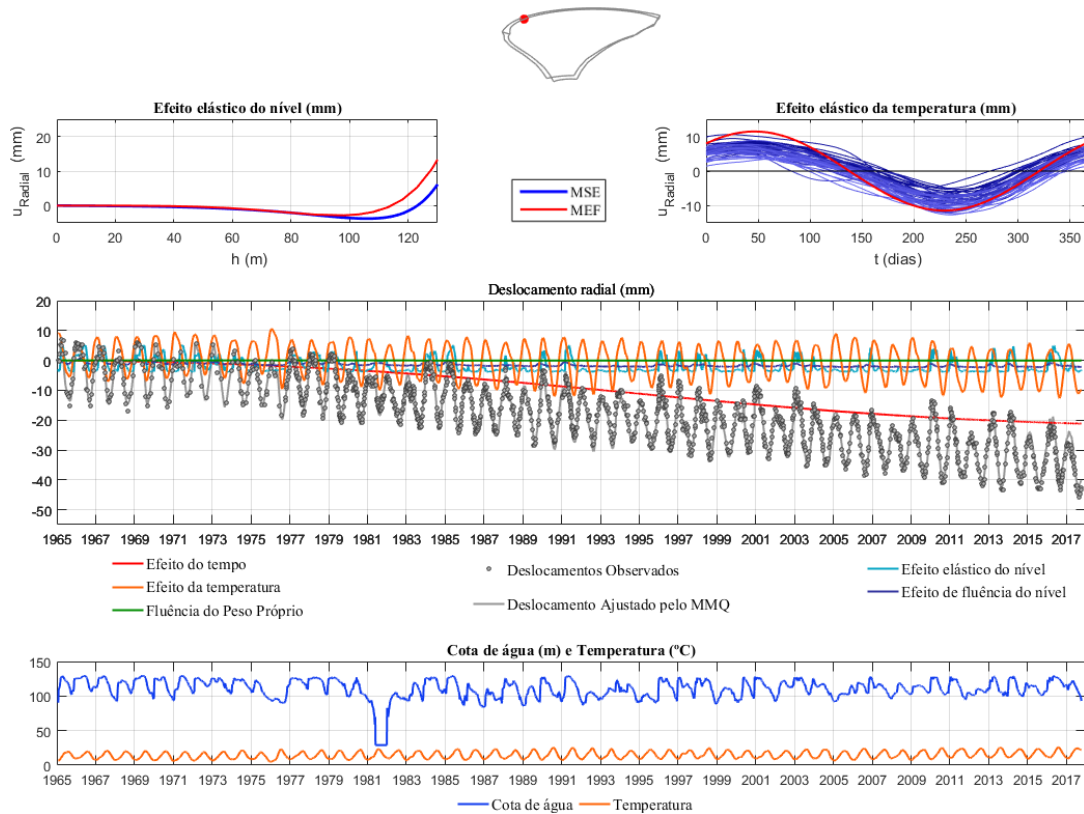 Efeito elástico do nível (mm)
u_Radial (mm)
20
10
0
0 20 40 60 80 100 120
h (m)
MSE
MEF
Efeito elástico da temperatura (mm)
u_Radial (mm)
10
0
-10
0 50 100 150 200 250 300 350
t (dias)
Deslocamento radial (mm)
20
10
0
-10
-20
-30
-40
-50
1965 1967 1969 1971 1973 1975 1977 1979 1981 1983 1985 1987 1989 1991 1993 1995 1997 1999 2001 2003 2005 2007 2009 2011 2013 2015 2017
Efeito do tempo
Efeito da temperatura
Fluência do Peso Próprio
Deslocamentos Observados
Deslocamento Ajustado pelo MMQ
Efeito elástico do nível
Efeito de fluência do nível
Cota de água (m) e Temperatura (ºC)
150
100
50
0
1965 1967 1969 1971 1973 1975 1977 1979 1981 1983 1985 1987 1989 1991 1993 1995 1997 1999 2001 2003 2005 2007 2009 2011 2013 2015 2017
Cota de água
Temperatura